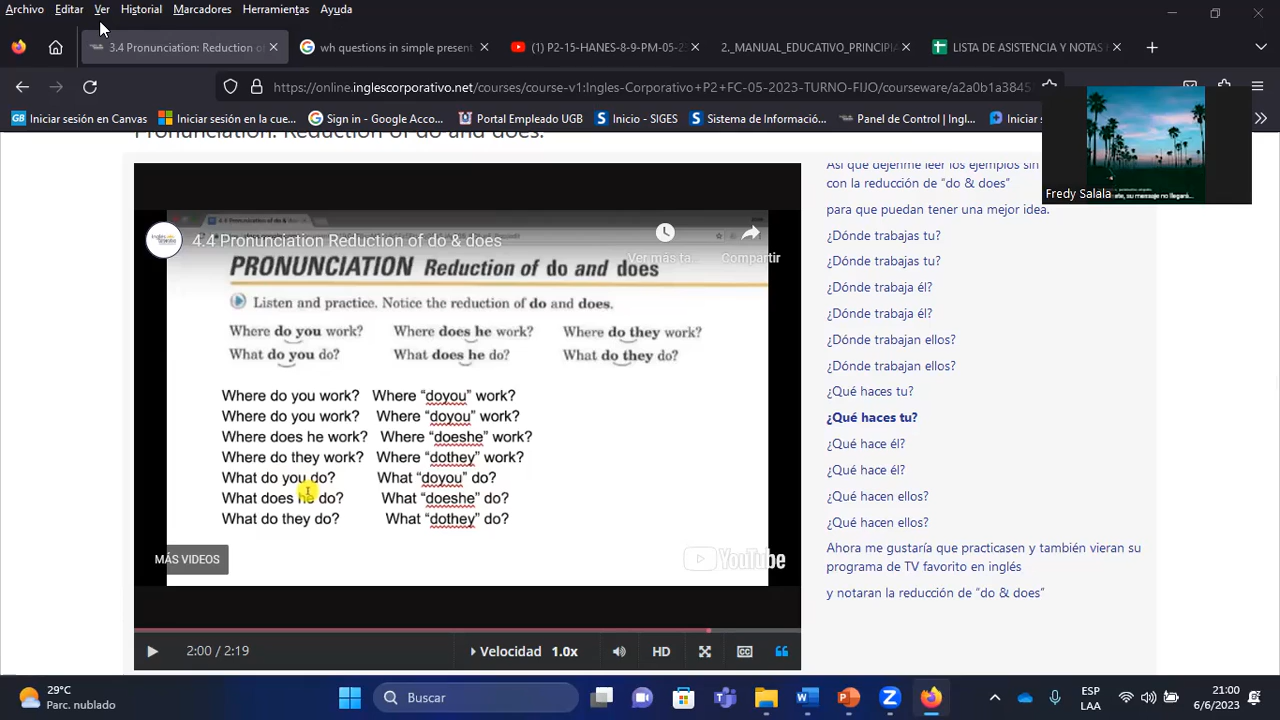 Archivo Editar Ver Historial Marcadores Herramientas Ayuda
3.4 Pronunciation: Reduction of
wh questions in simple present
(1) P2-15-HANES-8-9-PM-05-2
2._MANUAL_EDUCATIVO_PRINCIPIA
LISTA DE ASISTENCIA Y NOTAS
https://online.inglescorporativo.net/courses/course-v1:Ingles-Corporativo+P2+FC-05-2023-TURNO-FIJO/courseware/a2a0b1a3845
Iniciar sesión en Canvas
Iniciar sesión en la cue...
Sign in - Google Acco...
Portal Empleado UGB
Inicio - SIGES
Sistema de Informació...
Panel de Control | Ingl...
Iniciar
Pronunciation: Reduction of do and does.
Fredy Salala
4.4 Pronunciation Reduction of do & does
Ver más ta...
Compartir
PRONUNCIATION Reduction of do and does
Listen and practice. Notice the reduction of do and does.
Where do you work? Where does he work? Where do they work?
What do you do? What does he do? What do they do?
Where do you work? Where "doyou" work?
Where do you work? Where "doyou" work?
Where does he work? Where "doeshe" work?
Where do they work? Where "dothey" work?
What do you do? What "doyou" do?
What does he do? What "doeshe" do?
What do they do? What "dothey" do?
MÁS VIDEOS
YouTube
2:00 / 2:19
Velocidad 1.0x
HD
Así que déjenme leer los ejemplos sin
con la reducción de "do & does"
para que puedan tener una mejor idea.
¿Dónde trabajas tu?
¿Dónde trabajas tu?
¿Dónde trabaja él?
¿Dónde trabaja él?
¿Dónde trabajan ellos?
¿Dónde trabajan ellos?
¿Qué haces tu?
¿Qué haces tu?
¿Qué hace él?
¿Qué hace él?
¿Qué hacen ellos?
¿Qué hacen ellos?
Ahora me gustaría que practicasen y también vieran su
programa de TV favorito en inglés
y notaran la reducción de "do & does"
29°C
Parc. nublado
Buscar
ESP
LAA
21:00
6/6/2023